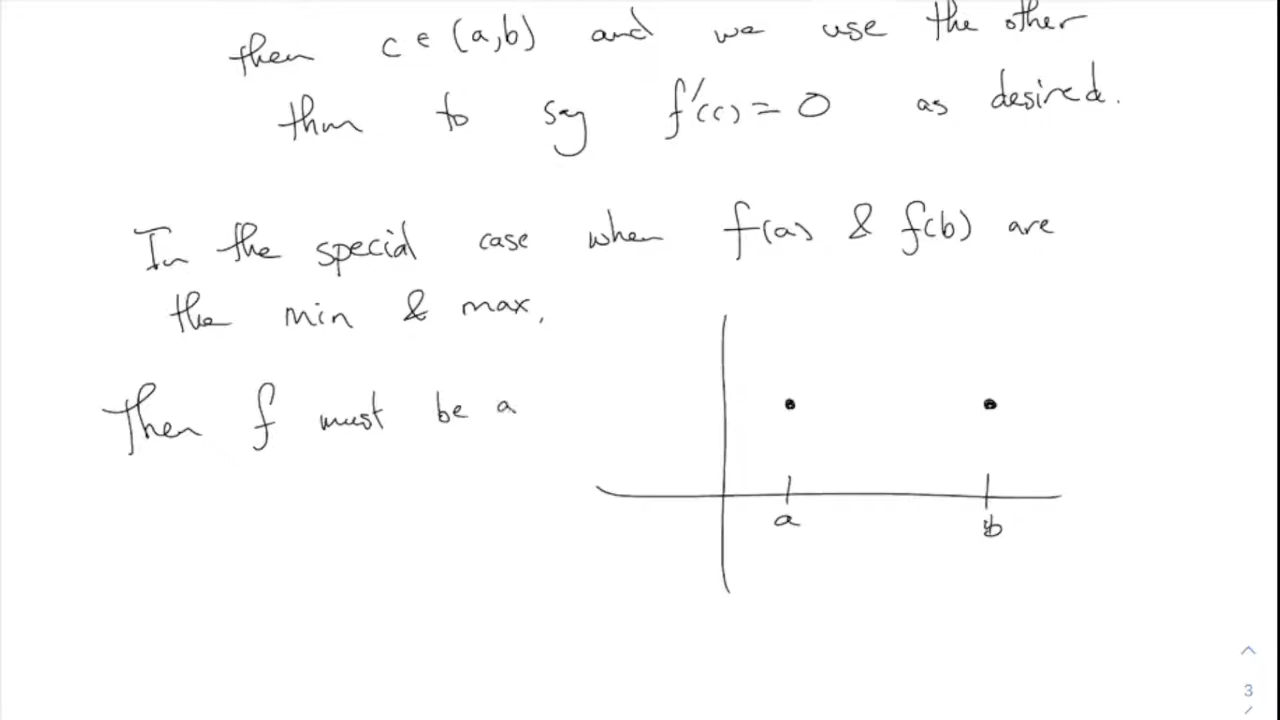 then c ∈ (a,b) and we use the other
thm to say f'(c) = 0 as desired.
In the special case when f(a) & f(b) are
the min & max.
Then f must be a
a
b
3